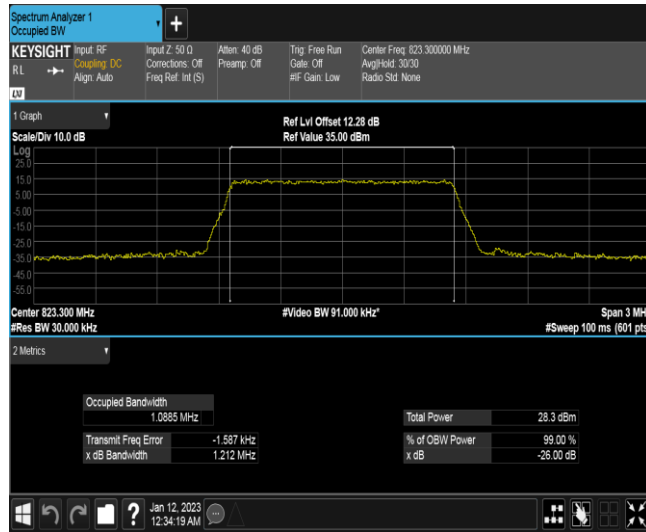 Spectrum Analyzer 1
Occupied BW
+
KEYSIGHT
R L
LXI
Input: RF
Coupling: DC
Align: Auto
Input Z: 50 Ω
Corrections: Off
Freq Ref: Int (S)
Atten: 40 dB
Preamp: Off
Trig: Free Run
Gate: Off
#IF Gain: Low
Center Freq: 823.300000 MHz
Avg|Hold: 30/30
Radio Std: None
1 Graph
Scale/Div 10.0 dB
Ref Lvl Offset 12.28 dB
Ref Value 35.00 dBm
Log
25.0
15.0
5.00
-5.00
-15.0
-25.0
-35.0
-45.0
-55.0
Center 823.300 MHz
#Video BW 91.000 kHz*
Span 3 MH
#Res BW 30.000 kHz
#Sweep 100 ms (601 pts
2 Metrics
Occupied Bandwidth
1.0885 MHz
Total Power 28.3 dBm
Transmit Freq Error -1.587 kHz
% of OBW Power 99.00 %
x dB Bandwidth 1.212 MHz
x dB -26.00 dB
?
Jan 12, 2023
12:34:19 AM